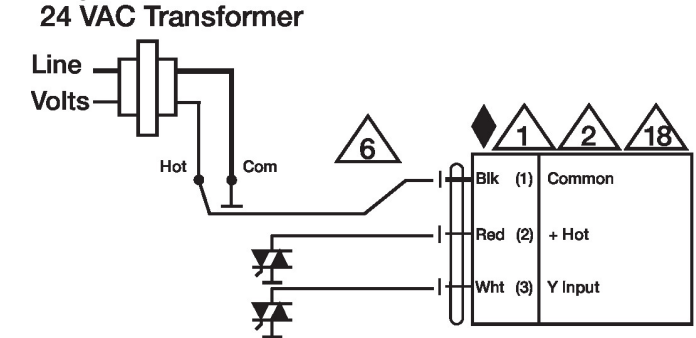 24 VAC Transformer
Line
Volts
Hot
Com
6
1
2
18
Blk (1) Common
Red (2) + Hot
Wht (3) Y Input